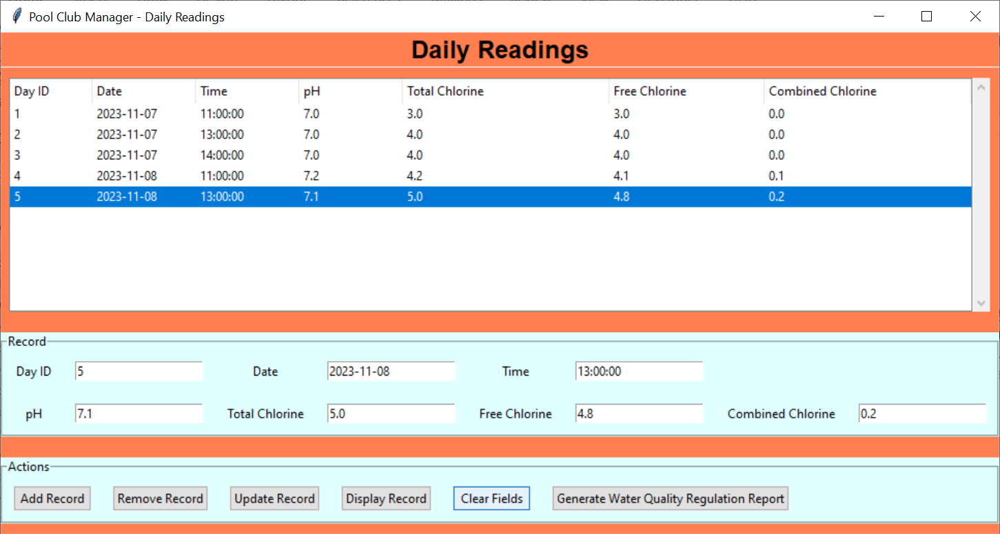 Pool Club Manager - Daily Readings
Daily Readings
Day ID Date Time pH Total Chlorine Free Chlorine Combined Chlorine
1 2023-11-07 11:00:00 7.0 3.0 3.0 0.0
2 2023-11-07 13:00:00 7.0 4.0 4.0 0.0
3 2023-11-07 14:00:00 7.0 4.0 4.0 0.0
4 2023-11-08 11:00:00 7.2 4.2 4.1 0.1
5 2023-11-08 13:00:00 7.1 5.0 4.8 0.2
Record
Day ID 5 Date 2023-11-08 Time 13:00:00
pH 7.1 Total Chlorine 5.0 Free Chlorine 4.8 Combined Chlorine 0.2
Actions
Add Record Remove Record Update Record Display Record Clear Fields Generate Water Quality Regulation Report